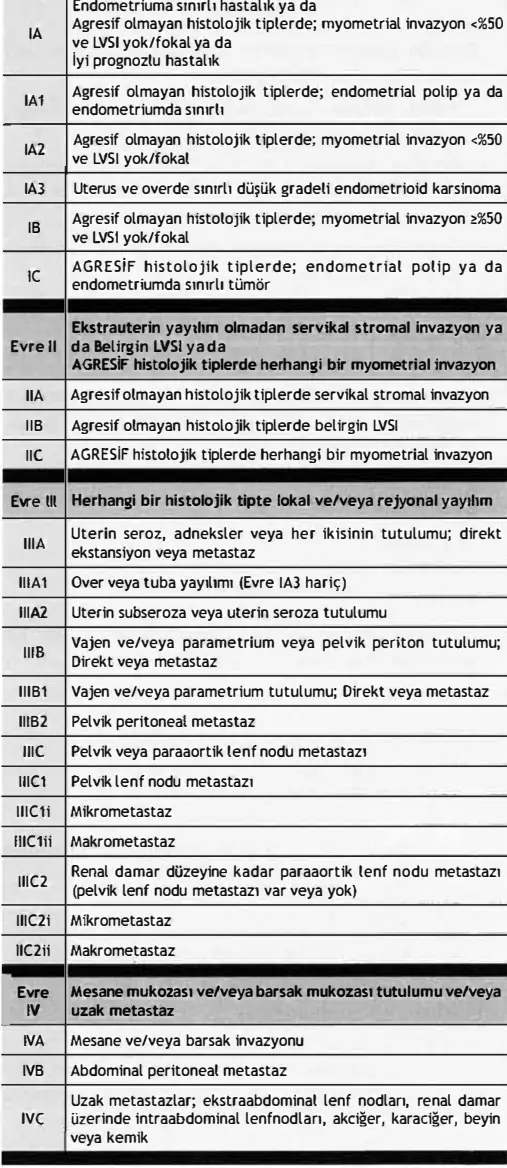 Endometriuma sınırlı hastalık ya da
IA
Agresif olmayan histolojik tiplerde; myometrial invazyon <%50
ve LVSI yok/fokal ya da
İyi prognozlu hastalık
IA1
Agresif olmayan histolojik tiplerde; endometrial polip ya da
endometriumda sınırlı
IA2
Agresif olmayan histolojik tiplerde; myometrial invazyon <%50
ve LVSI yok/fokal
IA3
Uterus ve overde sınırlı düşük gradeli endometrioid karsinoma
IB
Agresif olmayan histolojik tiplerde; myometrial invazyon ≥%50
ve LVSI yok/fokal
IC
AGRESİF histolojik tiplerde; endometrial polip ya da
endometriumda sınırlı tümör
Evre II
Ekstrauterin yayılım olmadan servikal stromal invazyon ya
da Belirgin LVSI ya da
AGRESİF histolojik tiplerde herhangi bir myometrial invazyon
IIA
Agresif olmayan histolojik tiplerde servikal stromal invazyon
IIB
Agresif olmayan histolojik tiplerde belirgin LVSI
IIC
AGRESİF histolojik tiplerde herhangi bir myometrial invazyon
Evre III
Herhangi bir histolojik tipte lokal ve/veya rejyonal yayılım
IIIA
Uterin seroz, adneksler veya her ikisinin tutulumu; direkt
ekstansiyon veya metastaz
IIIA1
Over veya tuba yayılımı (Evre IA3 hariç)
IIIA2
Uterin subseroza veya uterin seroza tutulumu
IIIB
Vajen ve/veya parametrium veya pelvik periton tutulumu;
Direkt veya metastaz
IIIB1
Vajen ve/veya parametrium tutulumu; Direkt veya metastaz
IIIB2
Pelvik peritoneal metastaz
IIIC
Pelvik veya paraaortik lenf nodu metastazı
IIIC1
Pelvik lenf nodu metastazı
IIIC1i
Mikrometastaz
IIIC1ii
Makrometastaz
IIIC2
Renal damar düzeyine kadar paraaortik lenf nodu metastazı
(pelvik lenf nodu metastazı var veya yok)
IIIC2i
Mikrometastaz
IIC2ii
Makrometastaz
Evre
IV
Mesane mukozası ve/veya barsak mukozası tutulumu ve/veya
uzak metastaz
IVA
Mesane ve/veya barsak invazyonu
IVB
Abdominal peritoneal metastaz
IVC
Uzak metastazlar; ekstraabdominal lenf nodları, renal damar
üzerinde intraabdominal lenfnodları, akciğer, karaciğer, beyin
veya kemik